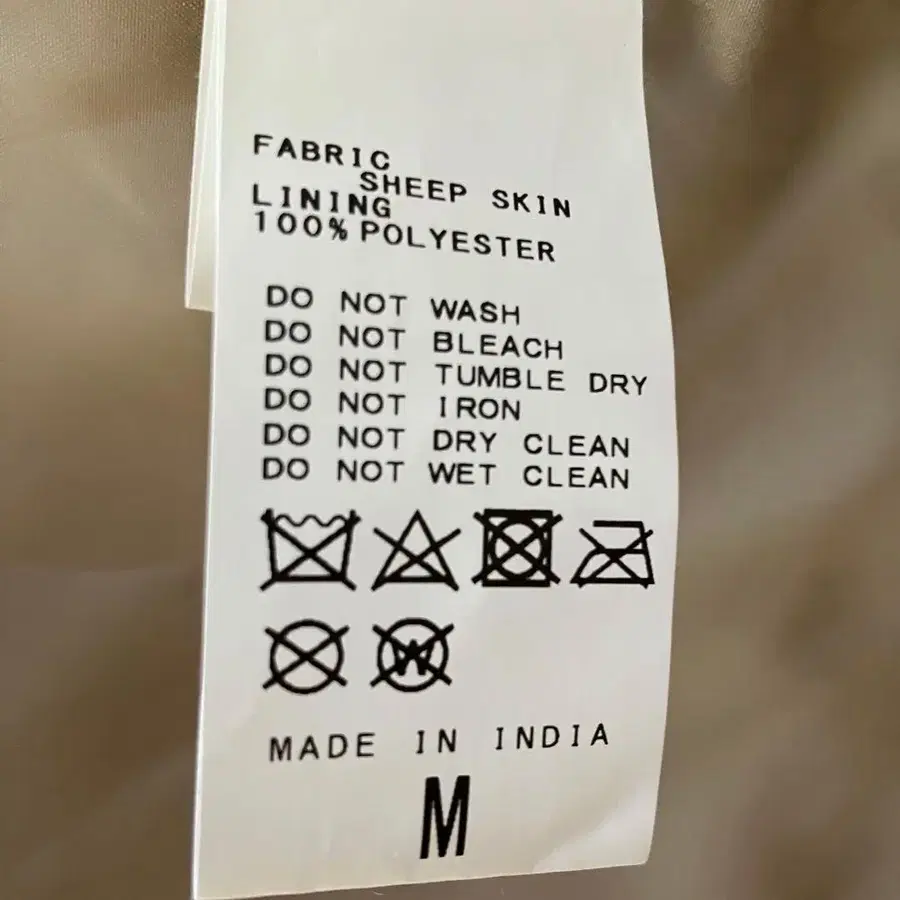 FABRIC
SHEEP SKIN
LINING
100% POLYESTER
DO NOT WASH
DO NOT BLEACH
DO NOT TUMBLE DRY
DO NOT IRON
DO NOT DRY CLEAN
DO NOT WET CLEAN
W
MADE IN INDIA
M